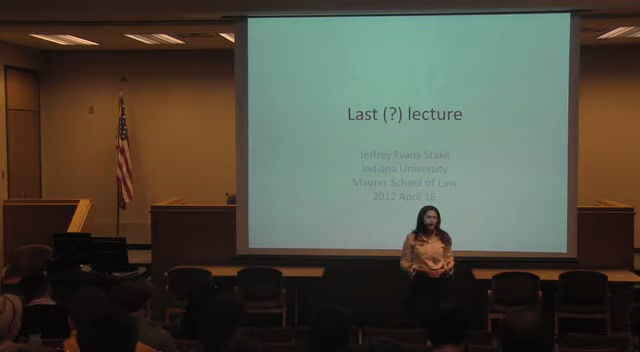 Last (?) lecture
Jeffrey Evans Stake
Indiana University
Maurer School of Law
2012 April 16